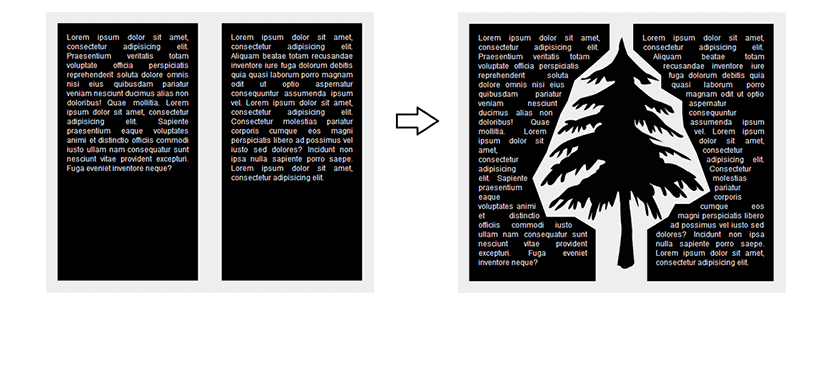 Lorem ipsum dolor sit amet,
consectetur adipisicing elit.
Praesentium veritatis totam
voluptate officia perspiciatis
reprehenderit soluta dolore omnis
nisi eius quibusdam pariatur
veniam nesciunt ducimus alias non
doloribus! Quae mollitia. Lorem
ipsum dolor sit amet, consectetur
adipisicing elit. Sapiente
praesentium eaque voluptates
animi et distinctio officiis commodi
iusto ullam nam consequatur sunt
nesciunt vitae provident excepturi.
Fuga eveniet inventore neque?
Lorem ipsum dolor sit amet,
consectetur adipisicing elit.
Aliquam beatae totam recusandae
inventore iure fuga dolorum debitis
quia quasi laborum porro magnam
odit ut optio aspernatur
consequuntur assumenda ipsum
vel. Lorem ipsum dolor sit amet,
consectetur adipisicing elit.
Consectetur molestias pariatur
corporis cumque eos magni
perspiciatis libero ad possimus vel
iusto sed dolores? Incidunt non
ipsa nulla sapiente porro saepe.
Lorem ipsum dolor sit amet,
consectetur adipisicing elit.
Lorem ipsum dolor sit amet,
consectetur adipisicing elit.
Praesentium veritatis totam
voluptate officia perspiciatis
reprehenderit soluta
dolore omnis nisi eius
quibusdam pariatur
veniam nesciunt
ducimus alias non
doloribus! Quae
mollitia. Lorem
ipsum dolor sit
amet,
consectetur
adipisicing
elit. Sapiente
praesentium
eaque
voluptates animi
et distinctio
officiis commodi iusto
ullam nam consequatur sunt
nesciunt vitae provident
excepturi. Fuga eveniet
inventore neque?
Lorem ipsum dolor sit amet,
consectetur adipisicing elit.
Aliquam beatae totam
recusandae inventore iure
fuga dolorum debitis quia
quasi laborum porro
magnam odit ut optio
aspernatur
consequuntur
assumenda ipsum
vel. Lorem ipsum
dolor sit amet,
consectetur
adipisicing elit.
Consectetur
molestias
pariatur
corporis
cumque eos
magni perspiciatis libero
ad possimus vel iusto sed
dolores? Incidunt non ipsa
nulla sapiente porro saepe.
Lorem ipsum dolor sit amet,
consectetur adipisicing elit.